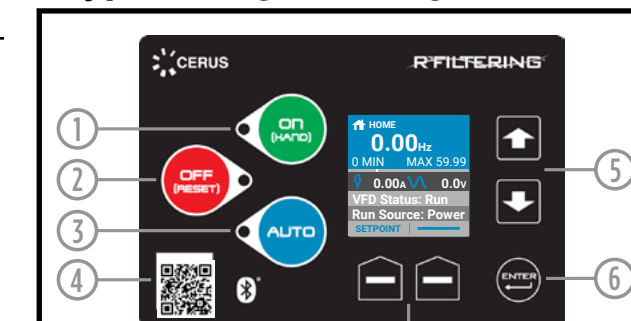 CERUS
R³FILTERING
1
ON
(HAND)
2
OFF
(RESET)
3
AUTO
4
HOME
0.00Hz
0 MIN MAX 59.99
0.00A 0.0V
VFD Status: Run
Run Source: Power
SETPOINT
5
ENTER
6